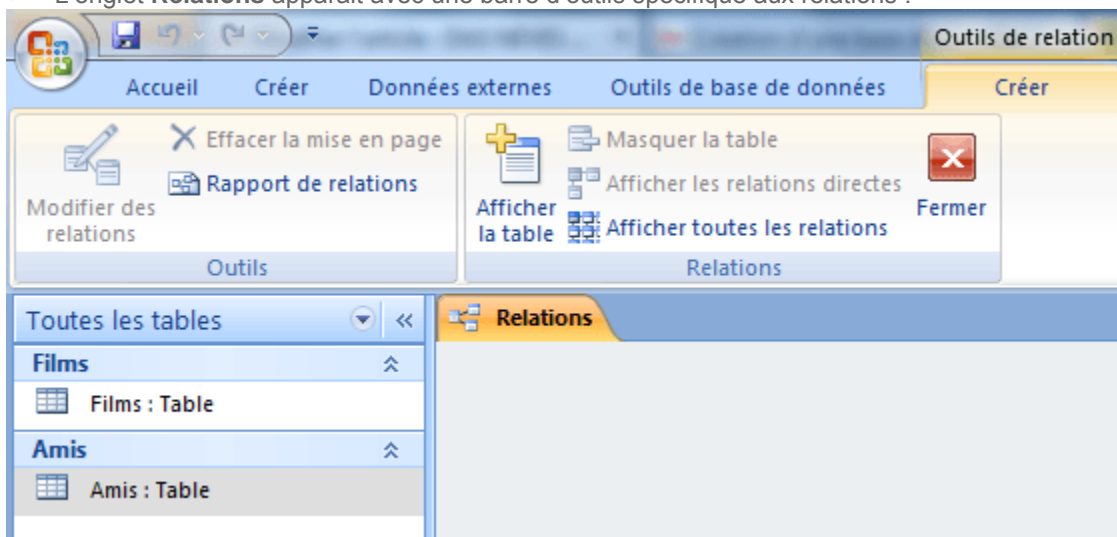 L'onglet Relations apparaît avec une barre d'outils spécifique aux relations :
Outils de relation
Accueil Créer Données externes Outils de base de données Créer
Effacer la mise en page
Rapport de relations
Modifier des
relations
Outils
Afficher
la table
Masquer la table
Afficher les relations directes
Afficher toutes les relations
Fermer
Relations
Toutes les tables
Relations
Films
Films : Table
Amis
Amis : Table